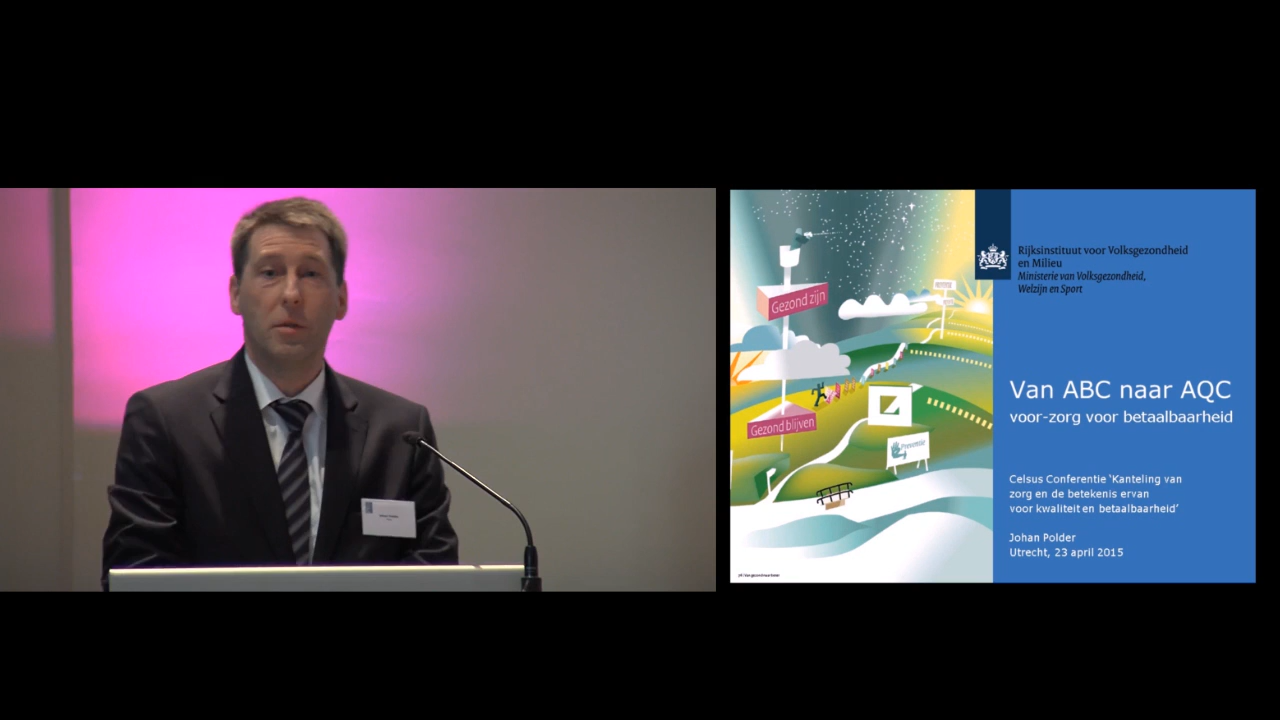 Gezond zijn
Gezond blijven
Preventie
Rijksinstituut voor Volksgezondheid
en Milieu
Ministerie van Volksgezondheid,
Welzijn en Sport
Van ABC naar AQC
voor-zorg voor betaalbaarheid
Celsus Conferentie ‘Kanteling van
zorg en de betekenis ervan
voor kwaliteit en betaalbaarheid’
Johan Polder
Utrecht, 23 april 2015